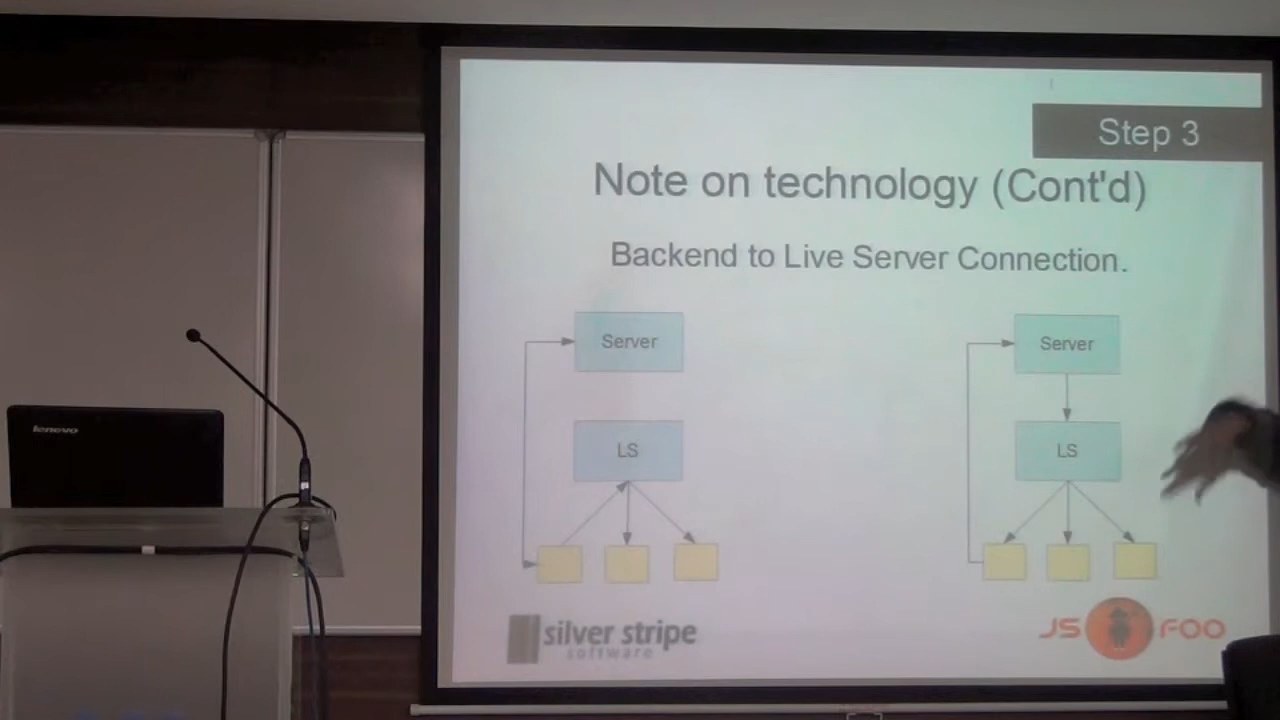 Step 3
Note on technology (Cont'd)
Backend to Live Server Connection.
Server
Server
LS
LS
silver stripe
software
JS FOO
lenovo